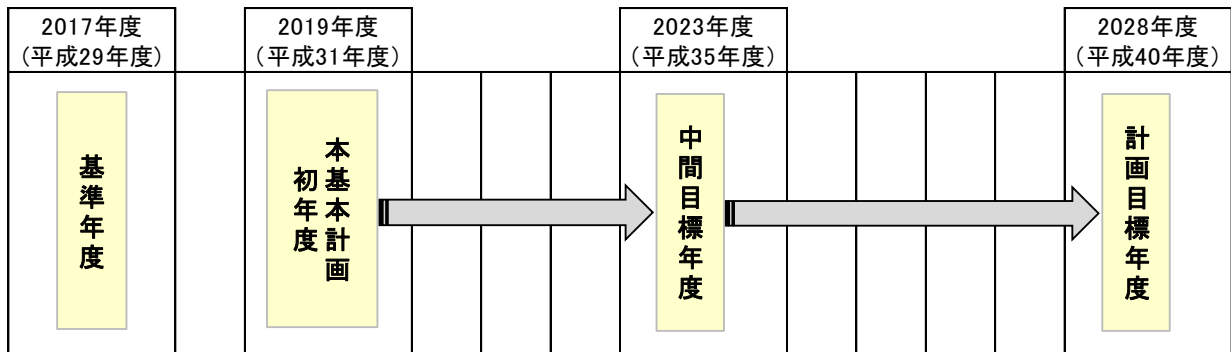 2017年度
(平成29年度)
2019年度
(平成31年度)
2023年度
(平成35年度)
2028年度
(平成40年度)
基準年度
本基本計画
初年度
中間目標年度
計画目標年度